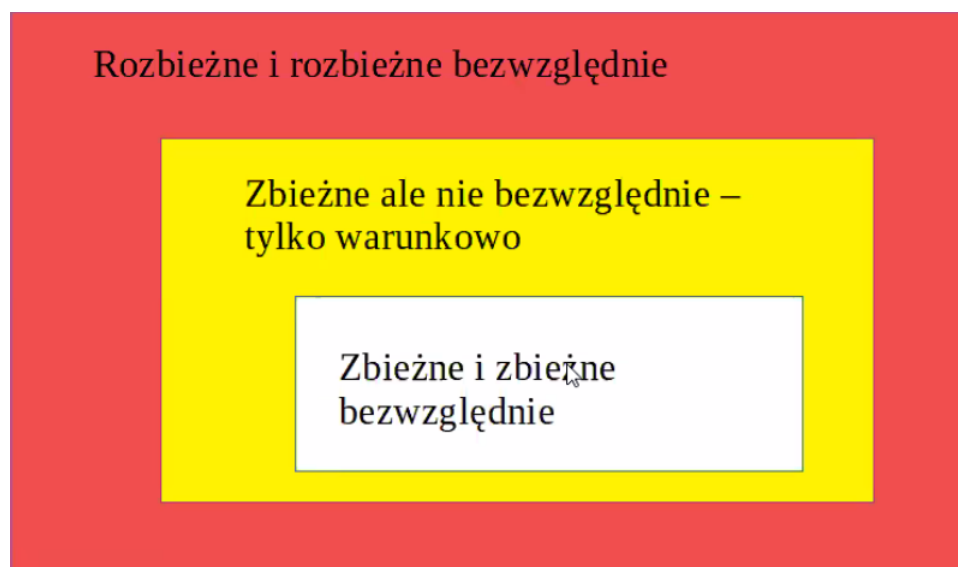 Rozbieżne i rozbieżne bezwzględnie
Zbieżne ale nie bezwzględnie –
tylko warunkowo
Zbieżne i zbieżne
bezwzględnie